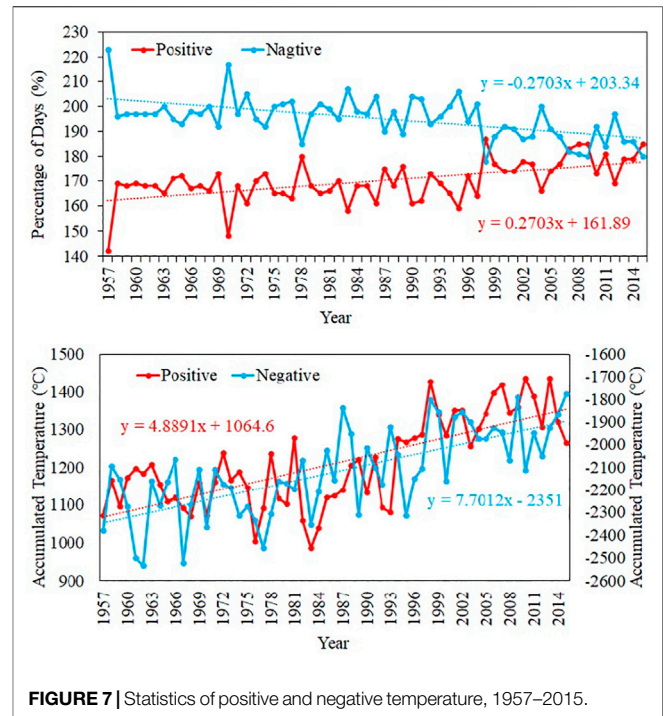 230
220
210
200
190
180
170
160
150
140
Percentage of Days (%)
Positive Nagtive
y = -0.2703x + 203.34
y = 0.2703x + 161.89
1957 1960 1963 1966 1969 1972 1975 1978 1981 1984 1987 1990 1993 1996 1999 2002 2005 2008 2011 2014
Year
1500
1400
1300
1200
1100
1000
900
Accumulated Temperature (°C)
Positive Negative
y = 4.8891x + 1064.6
y = 7.7012x - 2351
-1600
-1700
-1800
-1900
-2000
-2100
-2200
-2300
-2400
-2500
-2600
Accumulated Temperature (°C)
1957 1960 1963 1966 1969 1972 1975 1978 1981 1984 1987 1990 1993 1996 1999 2002 2005 2008 2011 2014
Year
FIGURE 7 | Statistics of positive and negative temperature, 1957–2015.